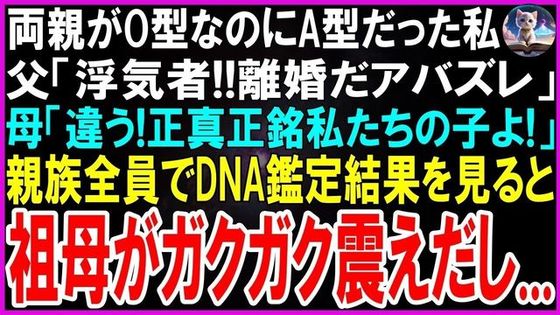 両親がO型なのにA型だった私
父「浮気者!!離婚だアバズレ」
母「違う!正真正銘私たちの子よ!」
親族全員でDNA鑑定結果を見ると
祖母がガクガク震えだし...